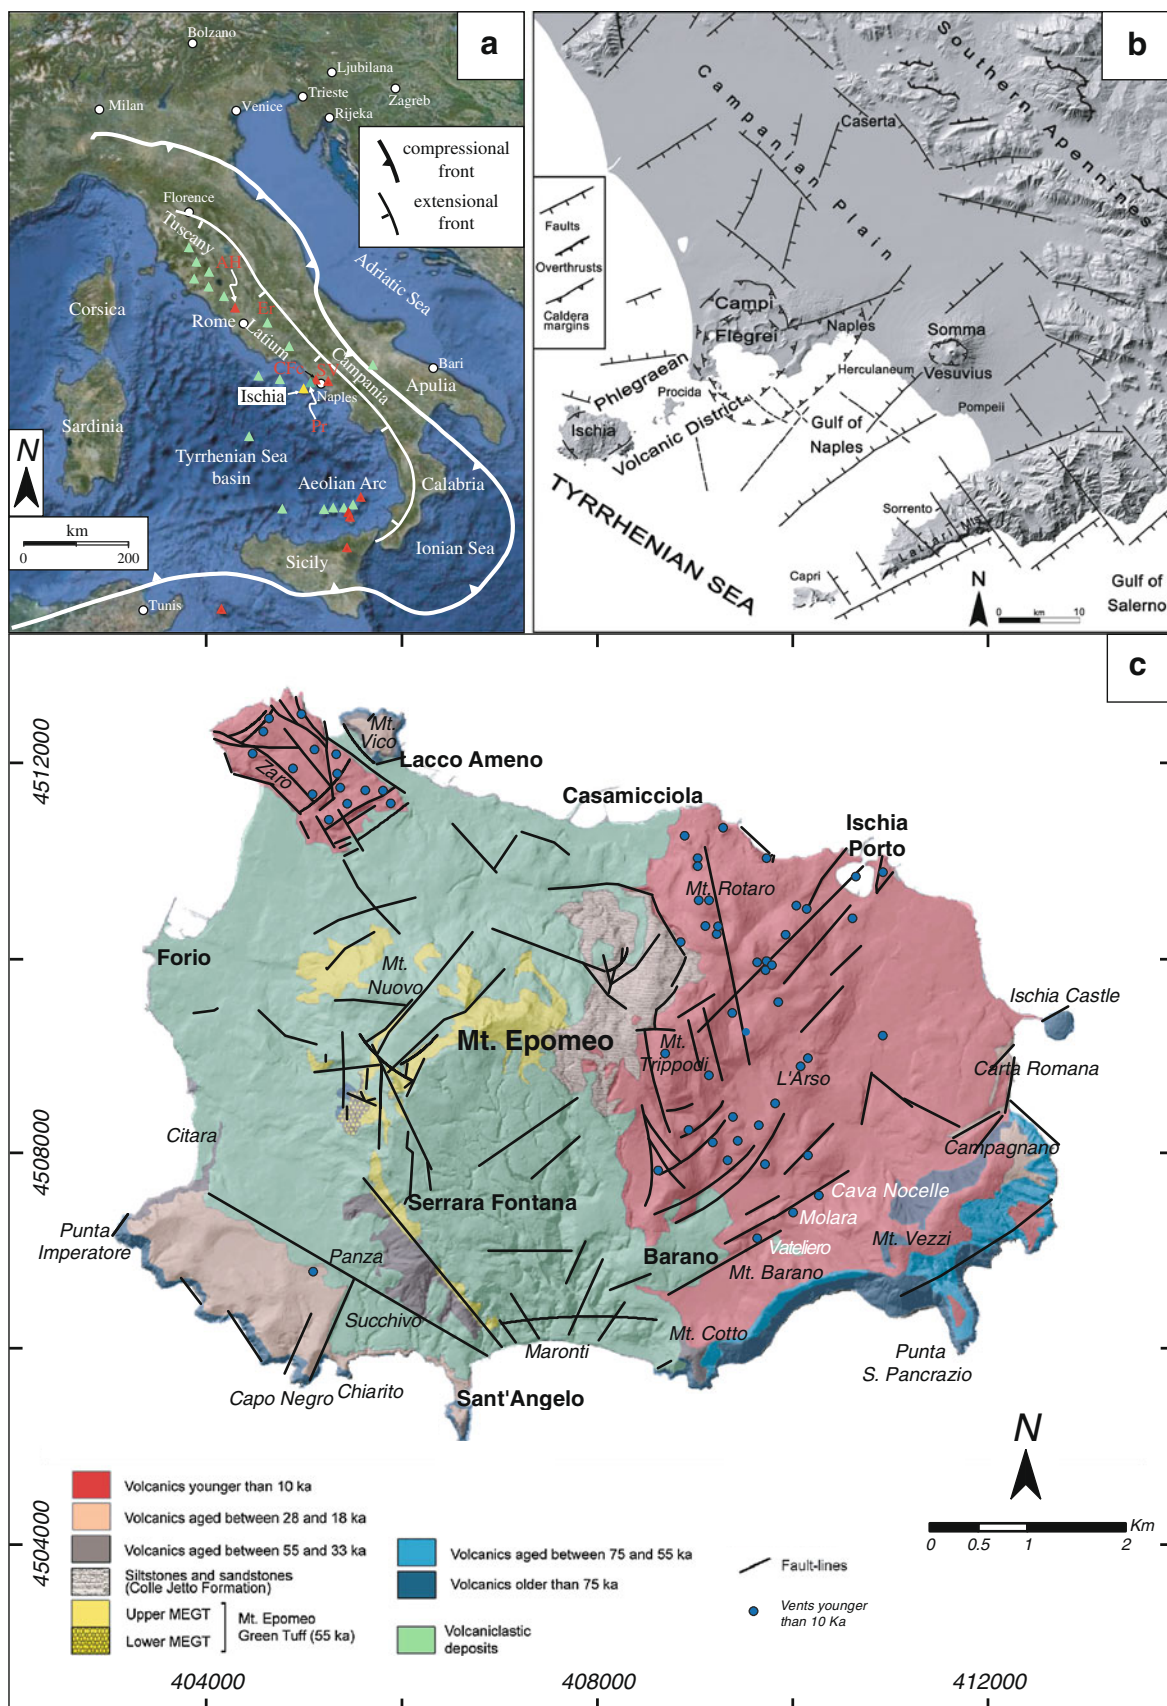 a
Bolzano
Ljubilana
Trieste
Zagreb
Milan
Venice
Rijeka
compressional
front
extensional
front
Florence
Tuscany
AH
Adriatic Sea
Corsica
Er
Rome
Latium
Campania
Bari
Apulia
SV
Ischia
Naples
Pr
Sardinia
N
Tyrrhenian Sea
basin
Aeolian Arc
Calabria
km
0
200
Sicily
Ionian Sea
Tunis
b
Southern Apennines
Campanian Plain
Caserta
Faults
Overthrusts
Caldera
margins
Campi
Flegrei
Naples
Somma
Vesuvius
Herculaneum
Phlegraean
Volcanic District
Procida
Pompeii
Ischia
Gulf of
Naples
TYRRHENIAN SEA
Sorrento
Lattari Mts.
Capri
N
0
km
10
Gulf of
Salerno
c
4512000
Mt.
Vico
Lacco Ameno
Zaro
Casamicciola
Ischia
Porto
Mt. Rotaro
Forio
Mt.
Nuovo
Ischia Castle
Mt. Epomeo
Mt.
Trippodi
L'Arso
Carta Romana
4508000
Citara
Campagnano
Serrara Fontana
Cava Nocelle
Molara
Punta
Imperatore
Panza
Barano
Vateliero
Mt. Vezzi
Mt. Barano
Succhivo
Mt. Cotto
Maronti
Punta
S. Pancrazio
Capo Negro
Chiarito
Sant'Angelo
N
4504000
Volcanics younger than 10 ka
Volcanics aged between 28 and 18 ka
Volcanics aged between 55 and 33 ka
Siltstones and sandstones
(Colle Jetto Formation)
Upper MEGT
Lower MEGT
Mt. Epomeo
Green Tuff (55 ka)
Volcanics aged between 75 and 55 ka
Volcanics older than 75 ka
Volcaniclastic
deposits
Fault-lines
Vents younger
than 10 Ka
Km
0
0.5
1
2
404000
408000
412000